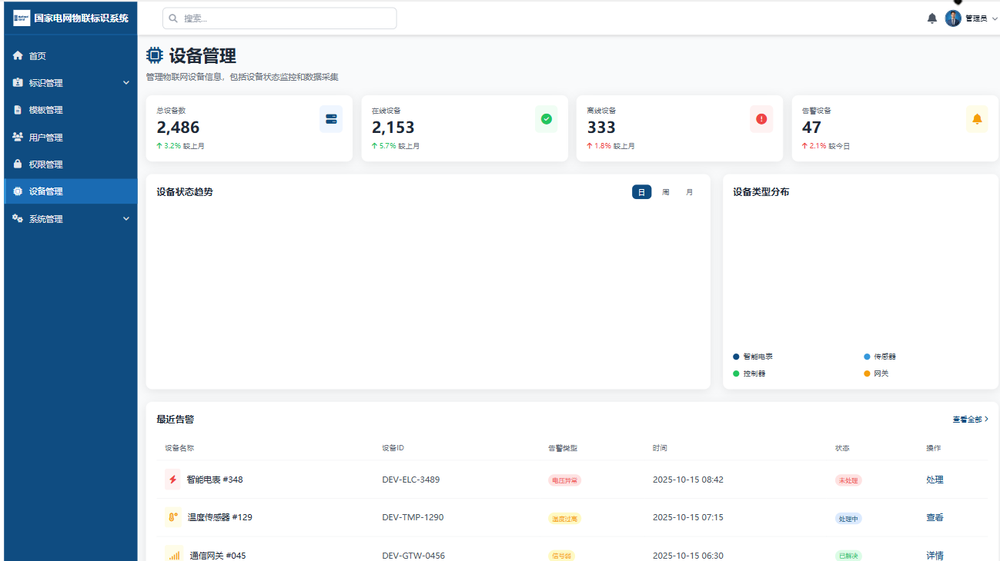 国家电网物联标识系统
搜索...
管理员
首页
标识管理
模板管理
用户管理
权限管理
设备管理
系统管理
设备管理
管理物联网设备信息，包括设备状态监控和数据采集
总设备数
2,486
3.2% 较上月
在线设备
2,153
5.7% 较上月
离线设备
333
1.8% 较上月
告警设备
47
2.1% 较今日
设备状态趋势
日 周 月
设备类型分布
智能电表 传感器
控制器 网关
最近告警 查看全部
设备名称 设备ID 告警类型 时间 状态 操作
智能电表 #348 DEV-ELC-3489 电压异常 2025-10-15 08:42 未处理 处理
温度传感器 #129 DEV-TMP-1290 温度过高 2025-10-15 07:15 处理中 查看
通信网关 #045 DEV-GTW-0456 信号弱 2025-10-15 06:30 已解决 详情